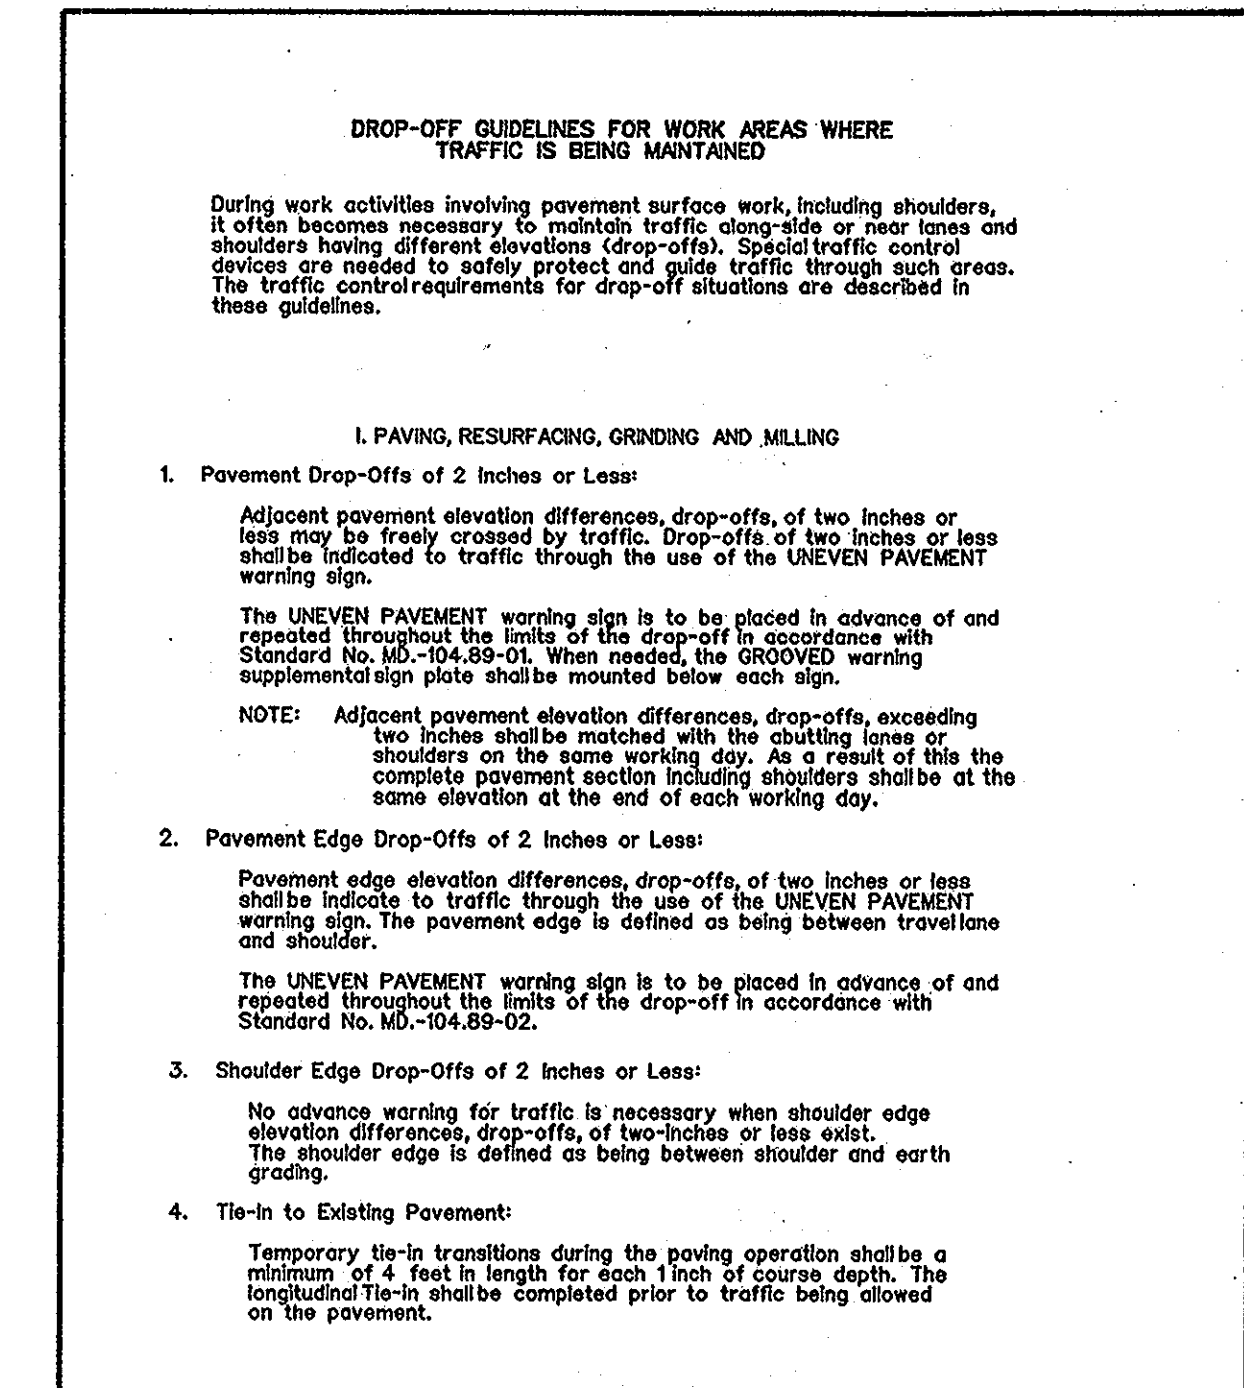 DROP-OFF GUIDELINES FOR WORK AREAS WHERE
TRAFFIC IS BEING MAINTAINED
During work activities involving pavement surface work, including shoulders,
it often becomes necessary to maintain traffic along-side or near lanes and
shoulders having different elevations (drop-offs). Special traffic control
devices are needed to safely protect and guide traffic through such areas.
The traffic control requirements for drop-off situations are described in
these guidelines.
I. PAVING, RESURFACING, GRINDING AND MILLING
1. Pavement Drop-Offs of 2 Inches or Less:
Adjacent pavement elevation differences, drop-offs, of two inches or
less may be freely crossed by traffic. Drop-offs of two inches or less
shall be indicated to traffic through the use of the UNEVEN PAVEMENT
warning sign.
The UNEVEN PAVEMENT warning sign is to be placed in advance of and
repeated throughout the limits of the drop-off in accordance with
Standard No. MD.-104.89-01. When needed, the GROOVED warning
supplemental sign plate shall be mounted below each sign.
NOTE: Adjacent pavement elevation differences, drop-offs, exceeding
two inches shall be matched with the abutting lanes or
shoulders on the same working day. As a result of this the
complete pavement section including shoulders shall be at the
same elevation at the end of each working day.
2. Pavement Edge Drop-Offs of 2 Inches or Less:
Pavement edge elevation differences, drop-offs, of two inches or less
shall be indicate to traffic through the use of the UNEVEN PAVEMENT
warning sign. The pavement edge is defined as being between travel lane
and shoulder.
The UNEVEN PAVEMENT warning sign is to be placed in advance of and
repeated throughout the limits of the drop-off in accordance with
Standard No. MD.-104.89-02.
3. Shoulder Edge Drop-Offs of 2 Inches or Less:
No advance warning for traffic is necessary when shoulder edge
elevation differences, drop-offs, of two-inches or less exist.
The shoulder edge is defined as being between shoulder and earth
grading.
4. Tie-In to Existing Pavement:
Temporary tie-in transitions during the paving operation shall be a
minimum of 4 feet in length for each 1 inch of course depth. The
longitudinal Tie-in shall be completed prior to traffic being allowed
on the pavement.